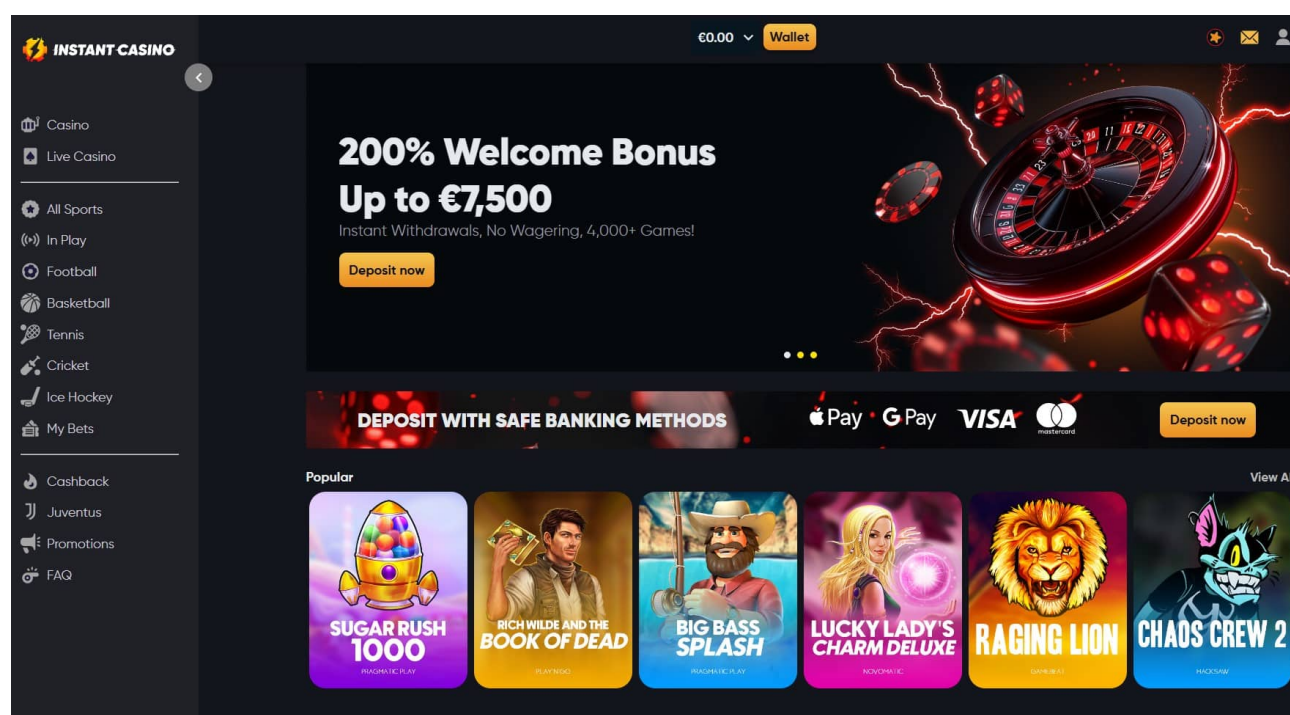 INSTANT CASINO
€0.00
Wallet
Casino
Live Casino
All Sports
In Play
Football
Basketball
Tennis
Cricket
Ice Hockey
My Bets
Cashback
Juventus
Promotions
FAQ
200% Welcome Bonus
Up to €7,500
Instant Withdrawals, No Wagering, 4,000+ Games!
Deposit now
DEPOSIT WITH SAFE BANKING METHODS
Pay
G Pay
VISA
mastercard
Deposit now
Popular
View
SUGAR RUSH
1000
PRAGMATIC PLAY
RICH WILDE AND THE
BOOK OF DEAD
PLAY'N GO
BIG BASS
SPLASH
PRAGMATIC PLAY
LUCKY LADY'S
CHARM DELUXE
NOVOMATIC
RAGING LION
GAMEBEAT
CHAOS CREW 2
HACKSAW